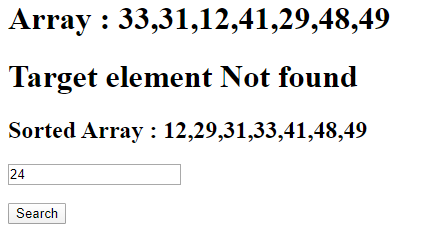 Array : 33,31,12,41,29,48,49
Target element Not found
Sorted Array : 12,29,31,33,41,48,49
24
Search